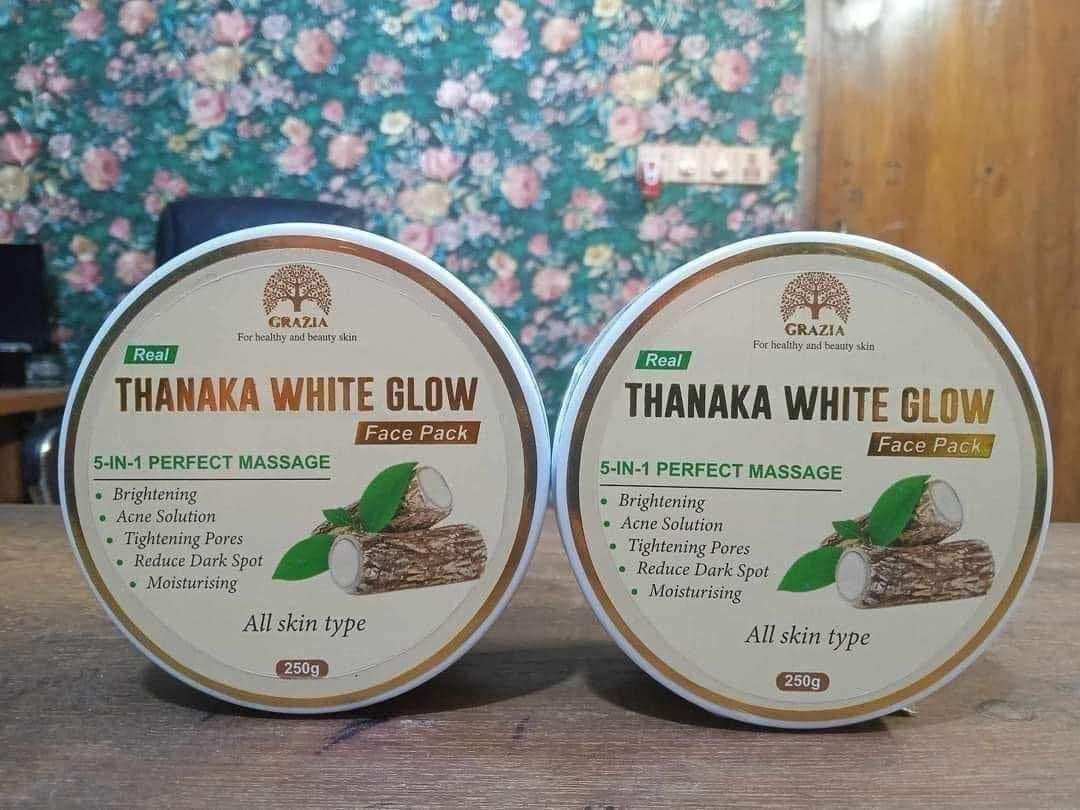 GRAZIA
For healthy and beauty skin
Real
THANAKA WHITE GLOW
Face Pack
5-IN-1 PERFECT MASSAGE
• Brightening
• Acne Solution
• Tightening Pores
• Reduce Dark Spot
• Moisturising
All skin type
250g
GRAZIA
For healthy and beauty skin
Real
THANAKA WHITE GLOW
Face Pack
5-IN-1 PERFECT MASSAGE
• Brightening
• Acne Solution
• Tightening Pores
• Reduce Dark Spot
• Moisturising
All skin type
250g